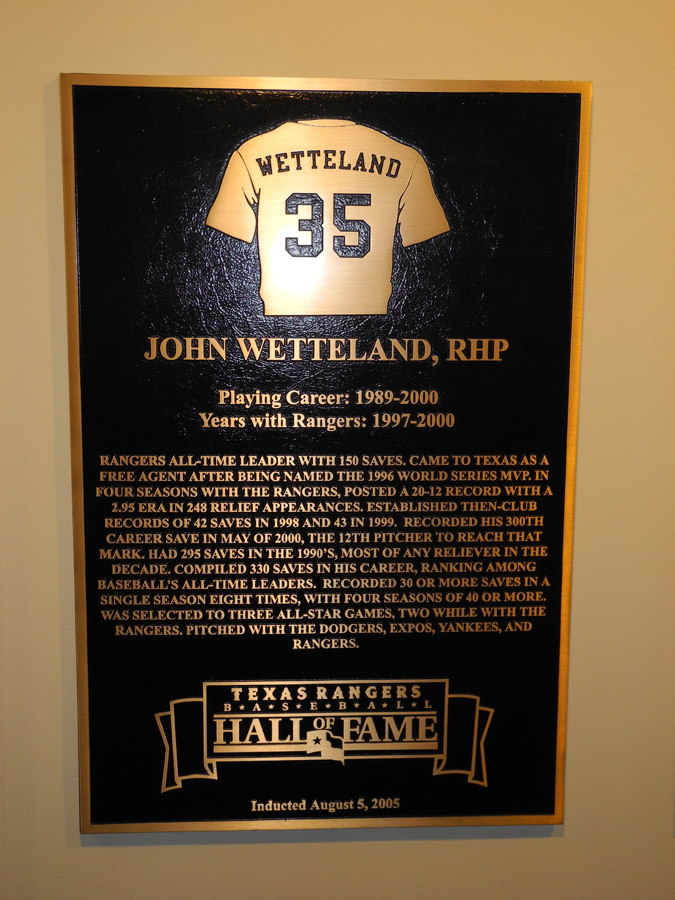 WETTELAND
35
JOHN WETTELAND, RHP
Playing Career: 1989-2000
Years with Rangers: 1997-2000
RANGERS ALL-TIME LEADER WITH 150 SAVES. CAME TO TEXAS AS A
FREE AGENT AFTER BEING NAMED THE 1996 WORLD SERIES MVP. IN
FOUR SEASONS WITH THE RANGERS, POSTED A 20-12 RECORD WITH A
2.95 ERA IN 248 RELIEF APPEARANCES. ESTABLISHED THEN-CLUB
RECORDS OF 42 SAVES IN 1998 AND 43 IN 1999. RECORDED HIS 300TH
CAREER SAVE IN MAY OF 2000, THE 12TH PITCHER TO REACH THAT
MARK. HAD 295 SAVES IN THE 1990'S, MOST OF ANY RELIEVER IN THE
DECADE. COMPILED 330 SAVES IN HIS CAREER, RANKING AMONG
BASEBALL'S ALL-TIME LEADERS. RECORDED 30 OR MORE SAVES IN A
SINGLE SEASON EIGHT TIMES, WITH FOUR SEASONS OF 40 OR MORE.
WAS SELECTED TO THREE ALL-STAR GAMES, TWO WHILE WITH THE
RANGERS. PITCHED WITH THE DODGERS, EXPOS, YANKEES, AND
RANGERS.
TEXAS RANGERS
B★A★S★E★B★A★L★L
HALL OF FAME
Inducted August 5, 2005